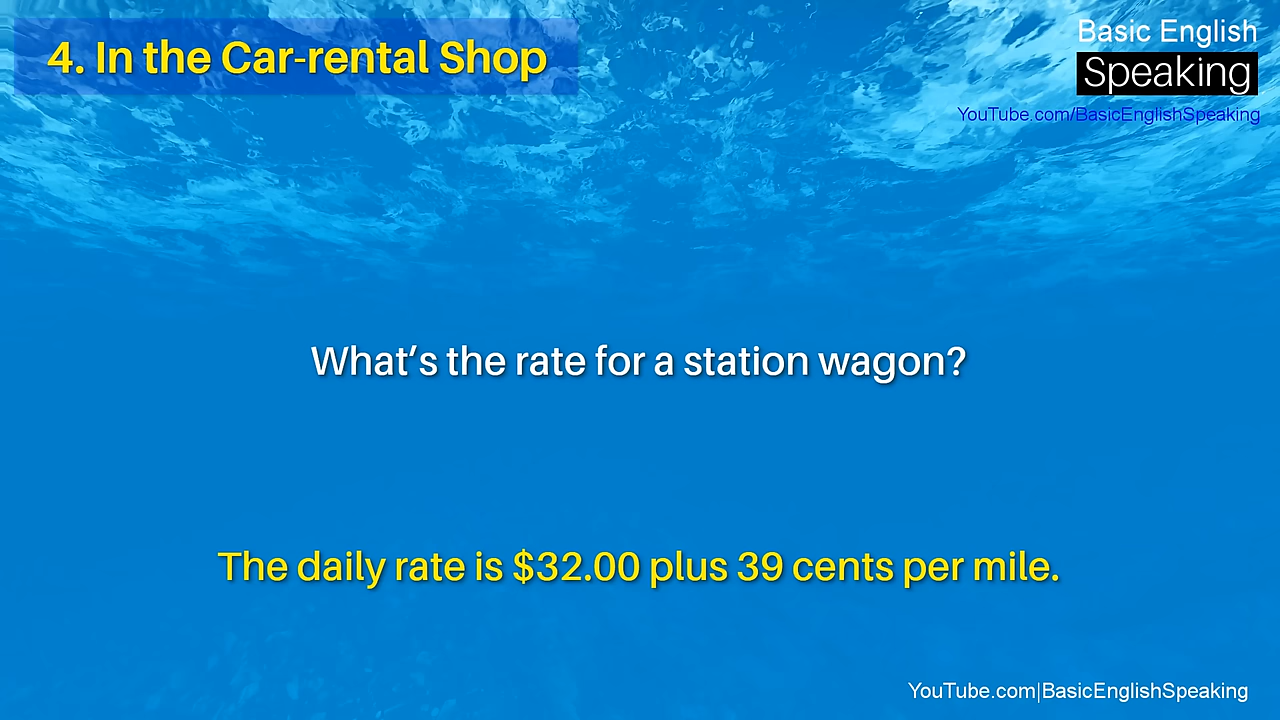 4. In the Car-rental Shop
Basic English
Speaking
YouTube.com/BasicEnglishSpeaking
What’s the rate for a station wagon?
The daily rate is $32.00 plus 39 cents per mile.
YouTube.com|BasicEnglishSpeaking